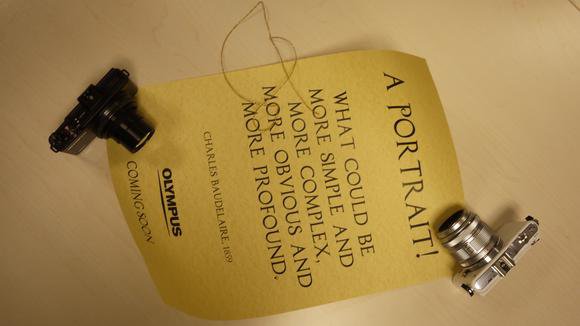 A PORTRAIT!
WHAT COULD BE
MORE SIMPLE AND
MORE COMPLEX,
MORE OBVIOUS AND
MORE PROFOUND.
CHARLES BAUDELAIRE, 1859
OLYMPUS
COMING SOON